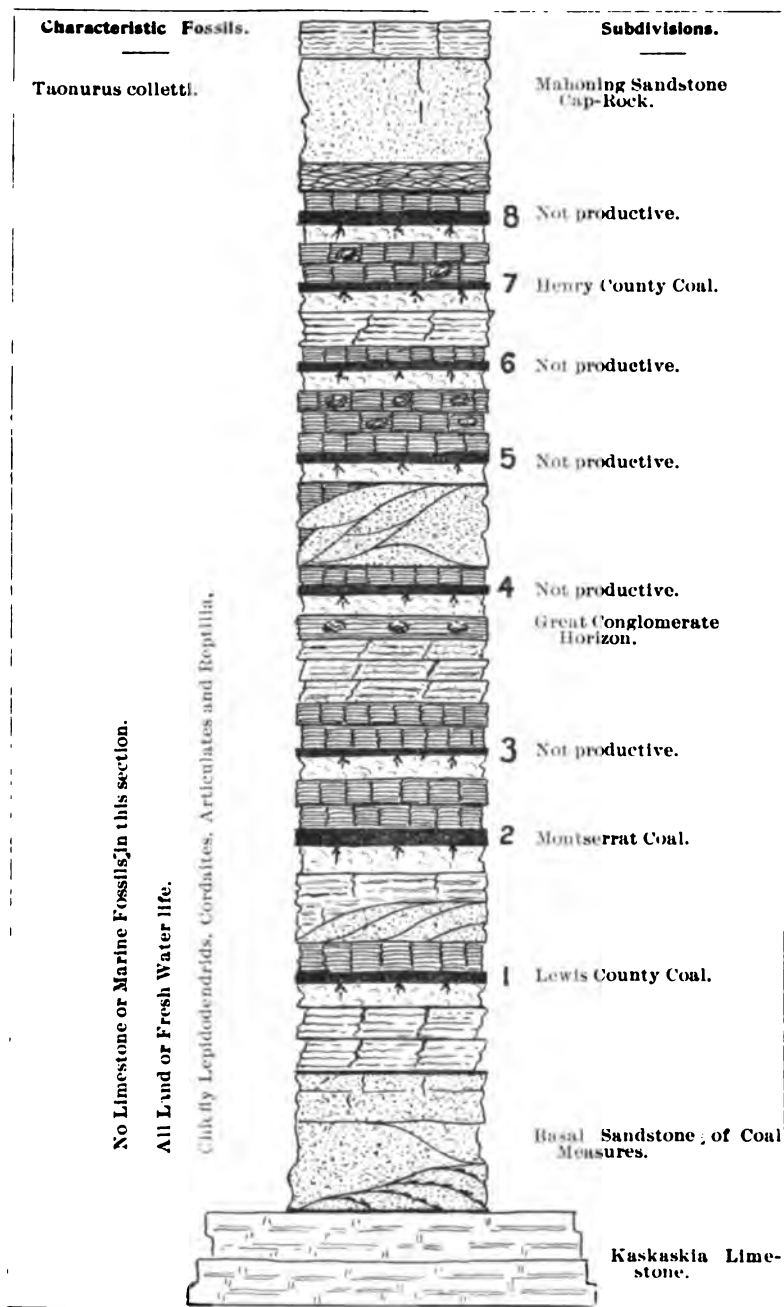 Characteristic Fossils.
Subdivisions.
Taonurus colletti.
Mahoning Sandstone
Cap-Rock.
8 Not productive.
7 Henry County Coal.
6 Not productive.
5 Not productive.
4 Not productive.
Great Conglomerate
Horizon.
3 Not productive.
2 Montserrat Coal.
1 Lewis County Coal.
Basal Sandstone of Coal
Measures.
Kaskaskia Lime-
stone.
No Limestone or Marine Fossils in this section.
All Land or Fresh Water life.
Chiefly Lepidodendrids, Cordaites, Articulates and Reptilia.